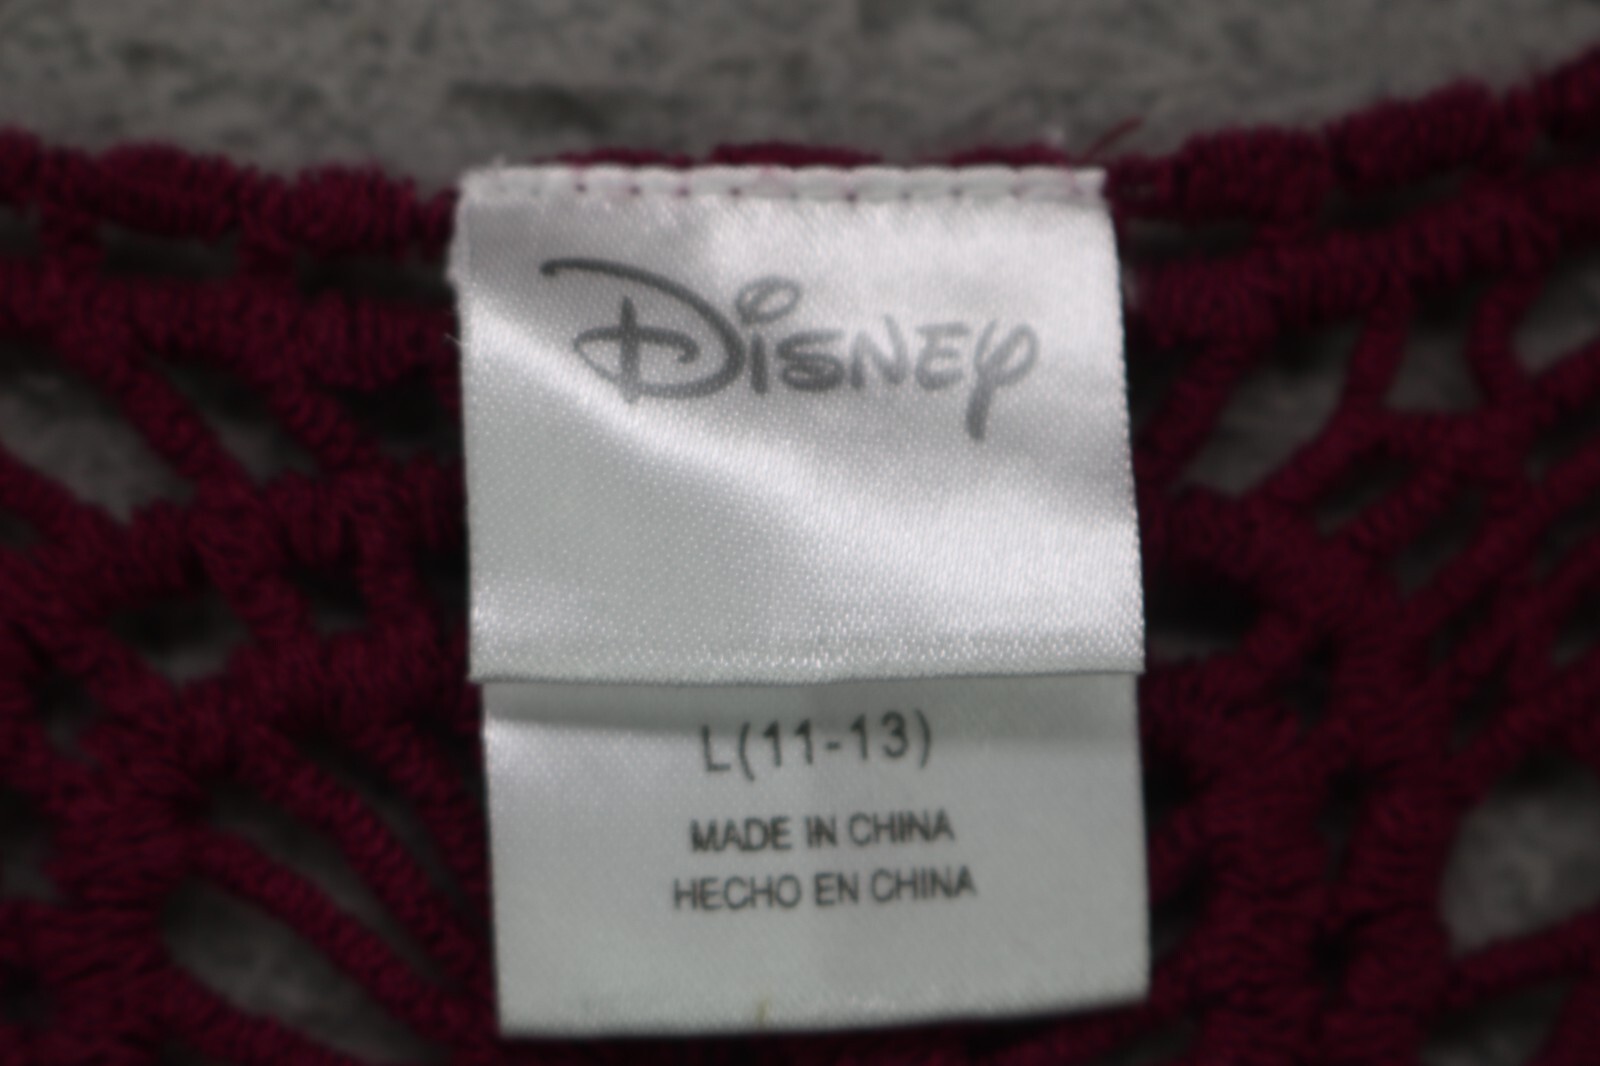 Disney
L(11-13)
MADE IN CHINA
HECHO EN CHINA